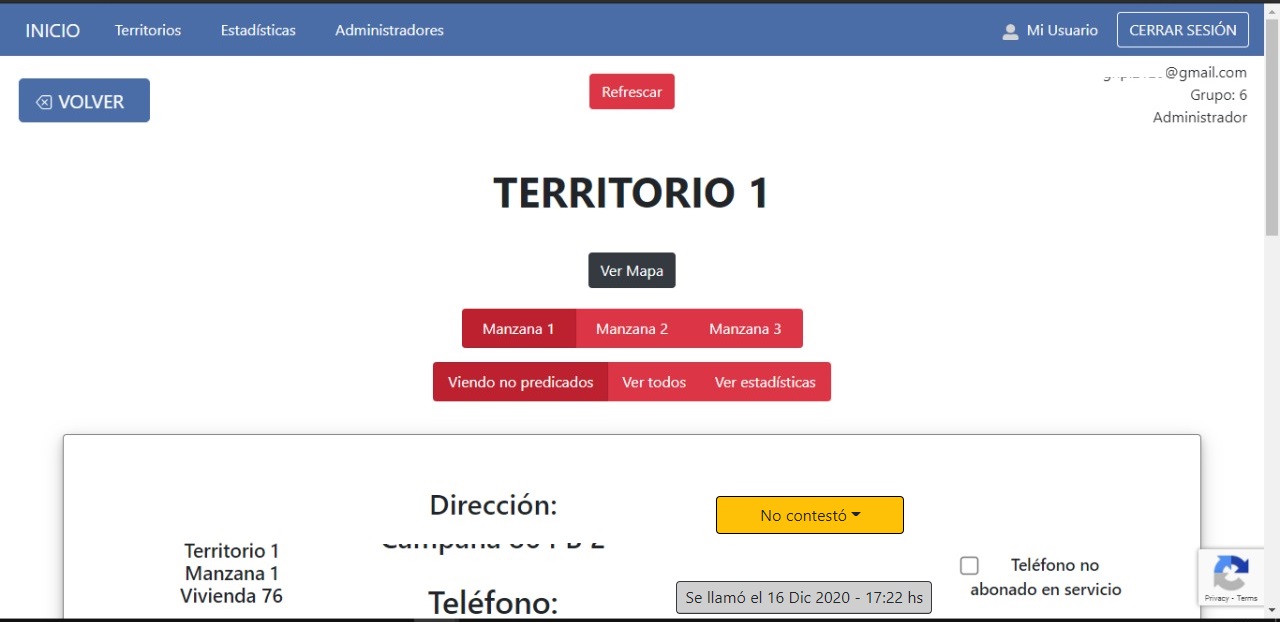 INICIO Territorios Estadísticas Administradores Mi Usuario CERRAR SESIÓN
VOLVER
Refrescar
@gmail.com
Grupo: 6
Administrador
TERRITORIO 1
Ver Mapa
Manzana 1 Manzana 2 Manzana 3
Viendo no predicados Ver todos Ver estadísticas
Territorio 1
Manzana 1
Vivienda 76
Dirección:
Teléfono:
No contestó
Se llamó el 16 Dic 2020 - 17:22 hs
Teléfono no
abonado en servicio
Privacy - Terms